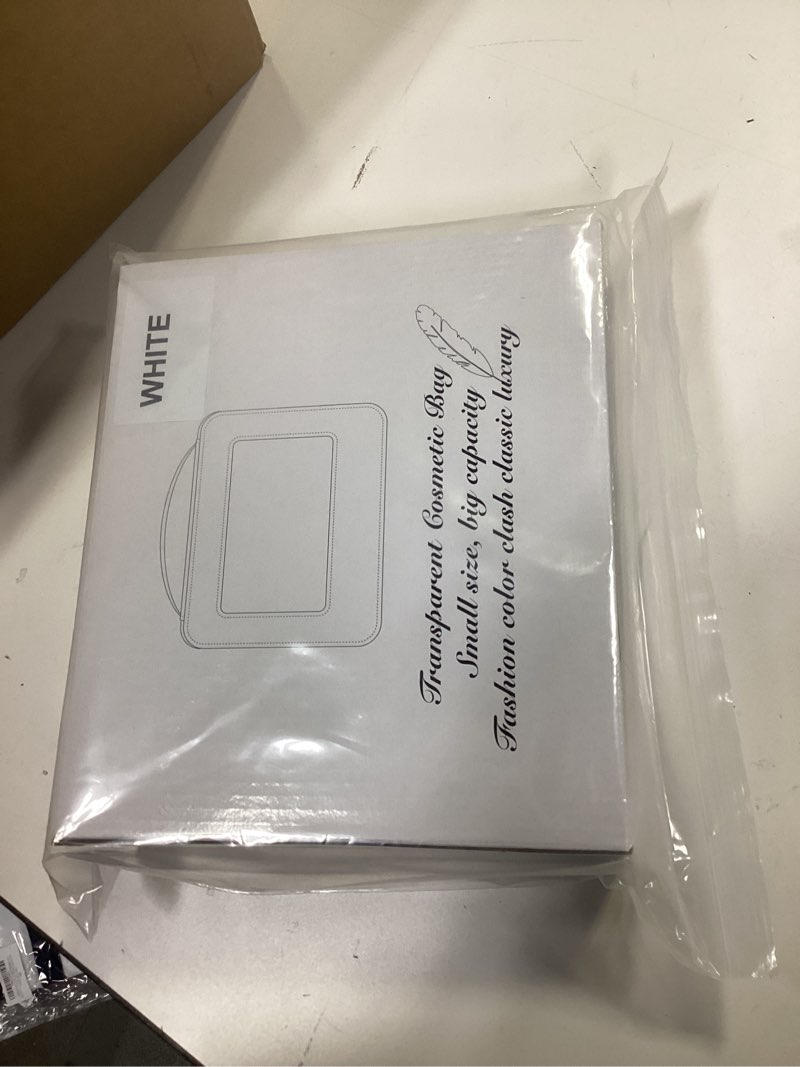 WHITE
Transparent Cosmetic Bag
Small size, big capacity
Fashion color clash classic luxury